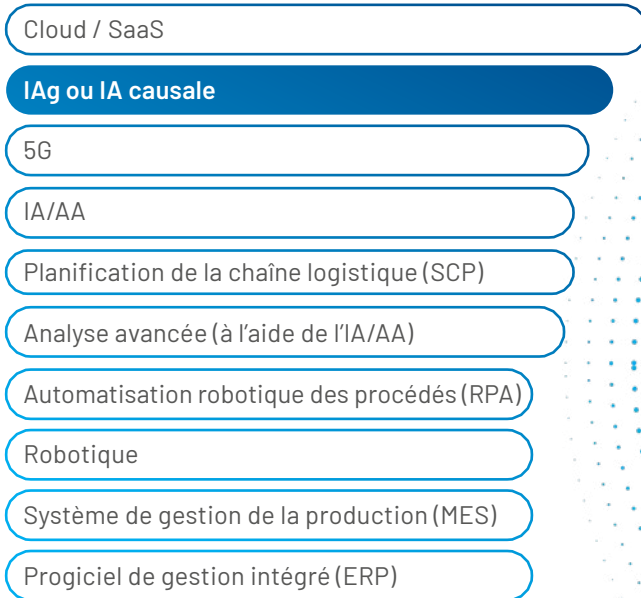 Cloud / SaaS
IAg ou IA causale
5G
IA/AA
Planification de la chaîne logistique (SCP)
Analyse avancée (à l'aide de l'IA/AA)
Automatisation robotique des procédés (RPA)
Robotique
Système de gestion de la production (MES)
Progiciel de gestion intégré (ERP)